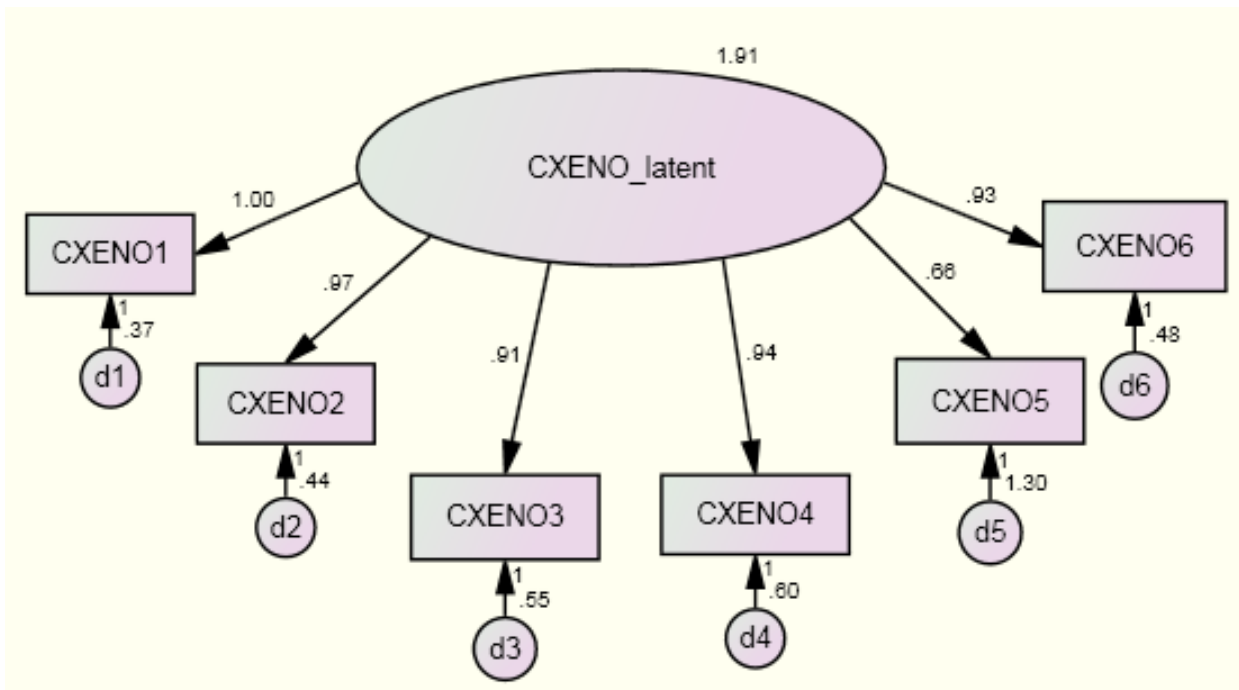 1.91
CXENO_latent
1.00
.93
CXENO1
CXENO6
.97
.66
1
.37
1
.48
d1
d6
.91
.94
CXENO2
CXENO5
1
.44
1
1.30
CXENO3
CXENO4
d2
d5
1
.55
1
.60
d3
d4